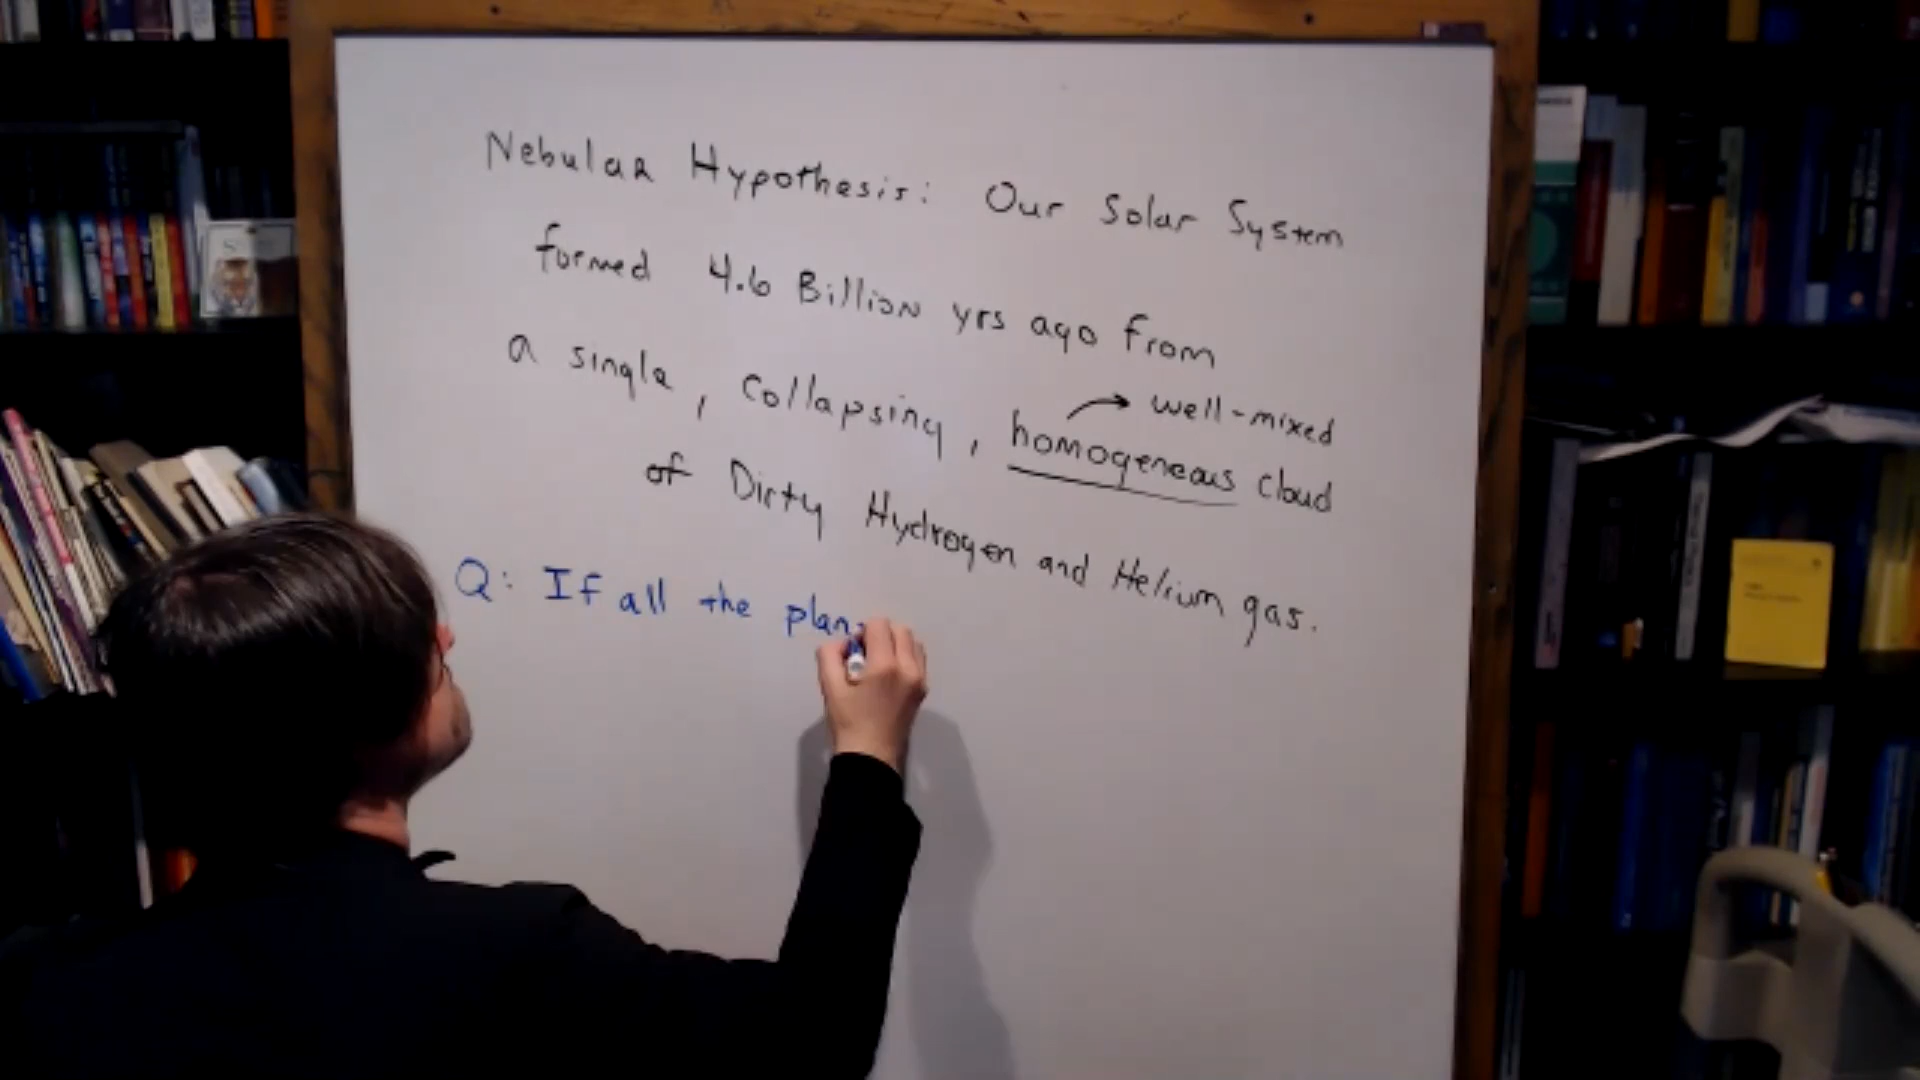 Nebular Hypothesis: Our Solar System
formed 4.6 Billion yrs ago from
well-mixed
a single, collapsing, homogeneous cloud
of Dirty Hydrogen and Helium gas.
Q: If all the plan